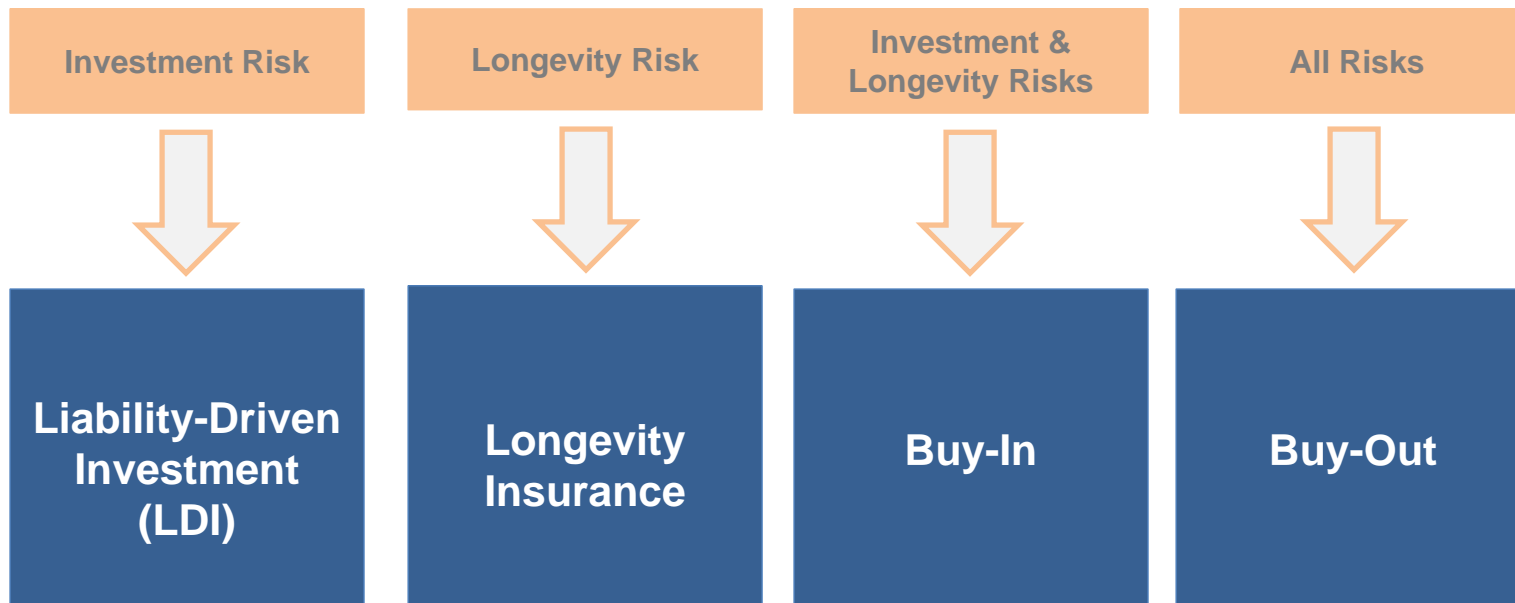 Investment Risk
Longevity Risk
Investment &
Longevity Risks
All Risks
Liability-Driven
Investment
(LDI)
Longevity
Insurance
Buy-In
Buy-Out